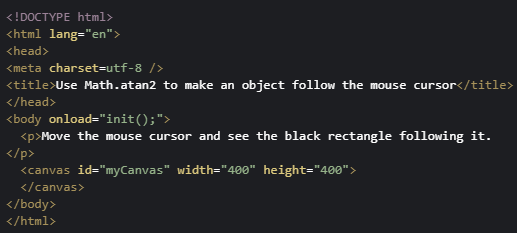 <!DOCTYPE html>
<html lang="en">
<head>
<meta charset=utf-8 />
<title>Use Math.atan2 to make an object follow the mouse cursor</title>
</head>
<body onload="init();">
  <p>Move the mouse cursor and see the black rectangle following it.
</p>
  <canvas id="myCanvas" width="400" height="400">
  </canvas>
</body>
</html>